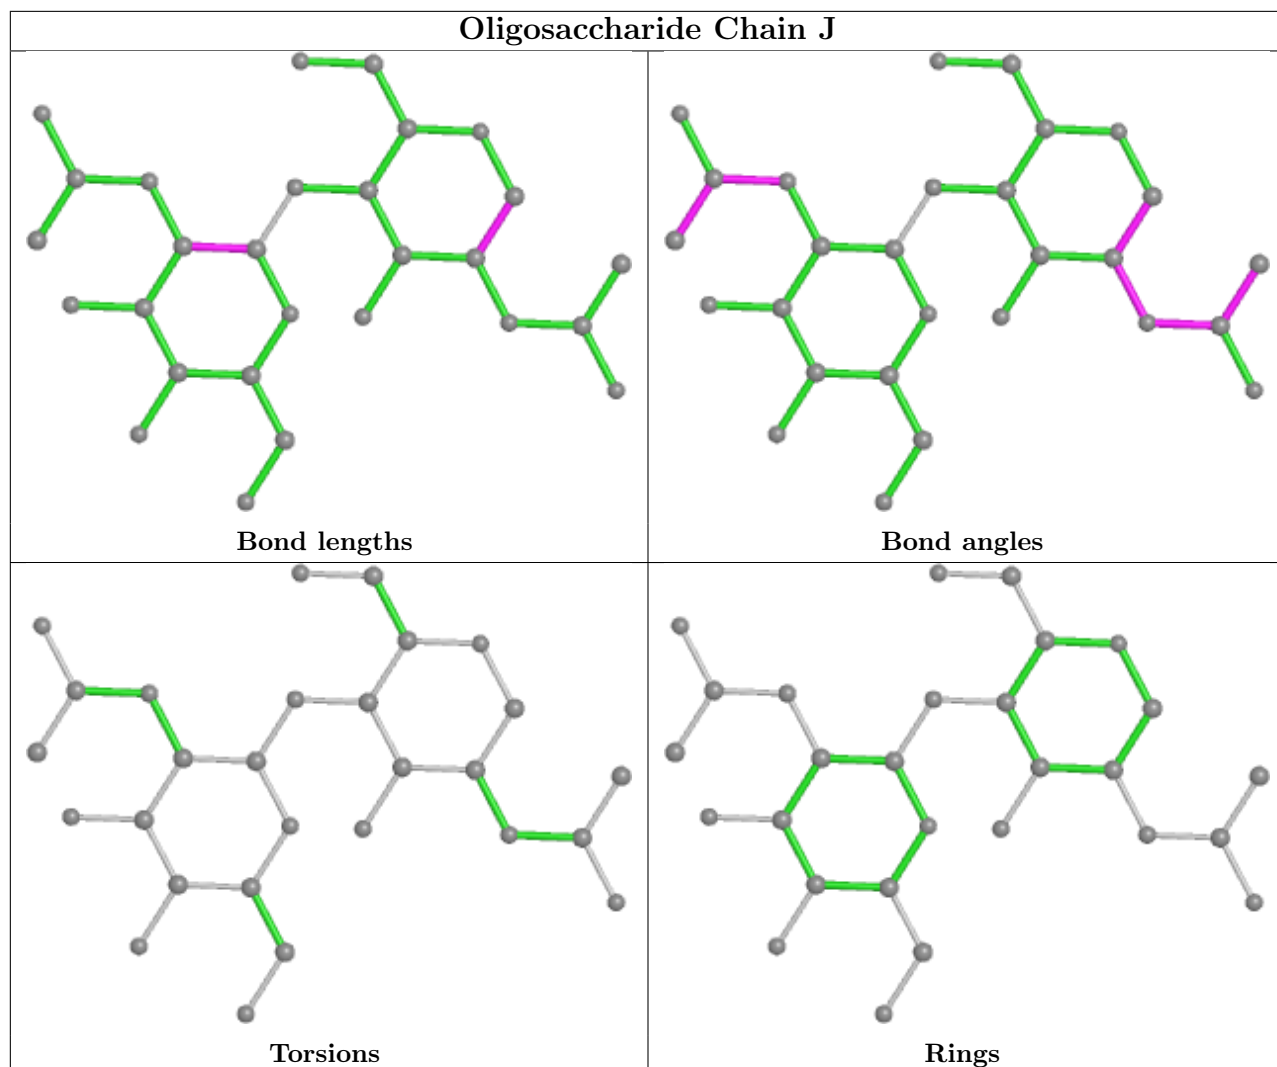 Oligosaccharide Chain J
Bond lengths
Bond angles
Torsions
Rings